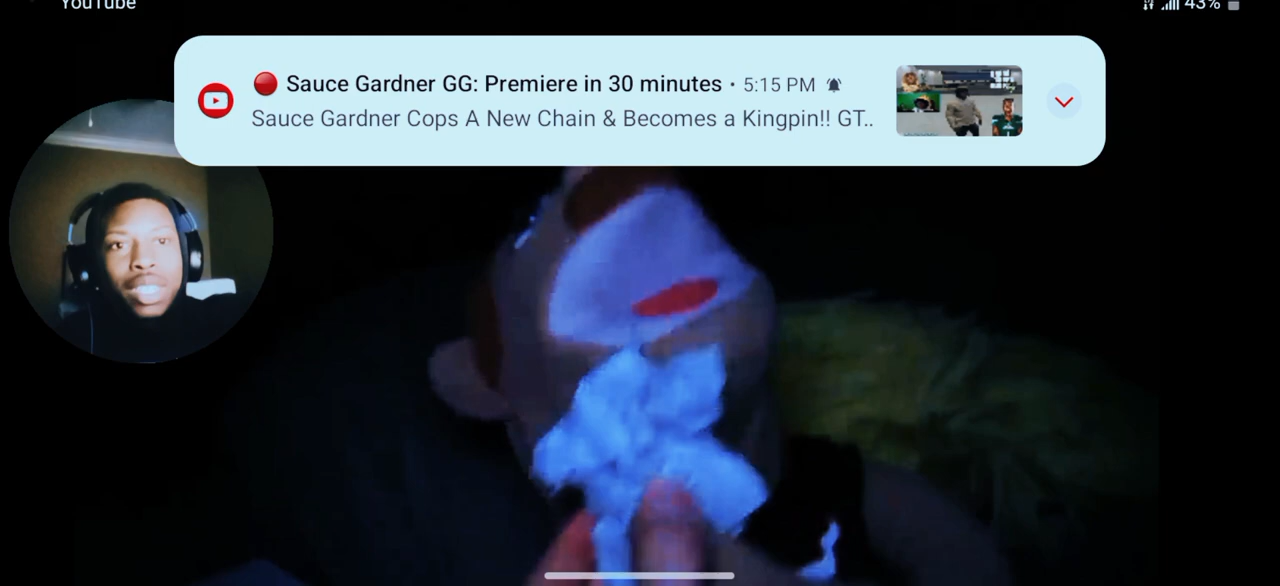 YouTube
43%
🔴 Sauce Gardner GG: Premiere in 30 minutes • 5:15 PM
Sauce Gardner Cops A New Chain & Becomes a Kingpin!! GT..